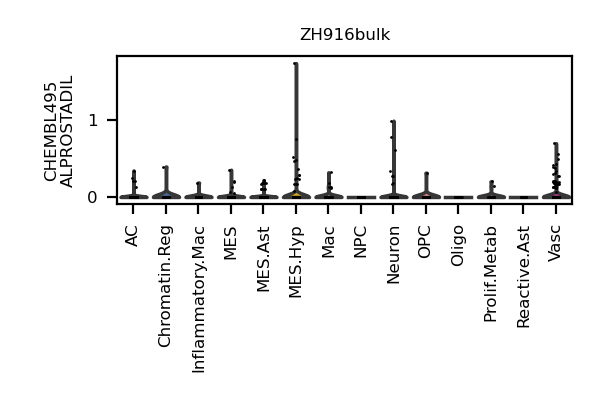 ZH916bulk
CHEMBL495
ALPROSTADIL
1
0
AC
Chromatin.Reg
Inflammatory.Mac
MES
MES.Ast
MES.Hyp
Mac
NPC
Neuron
OPC
Oligo
Prolif.Metab
Reactive.Ast
Vasc